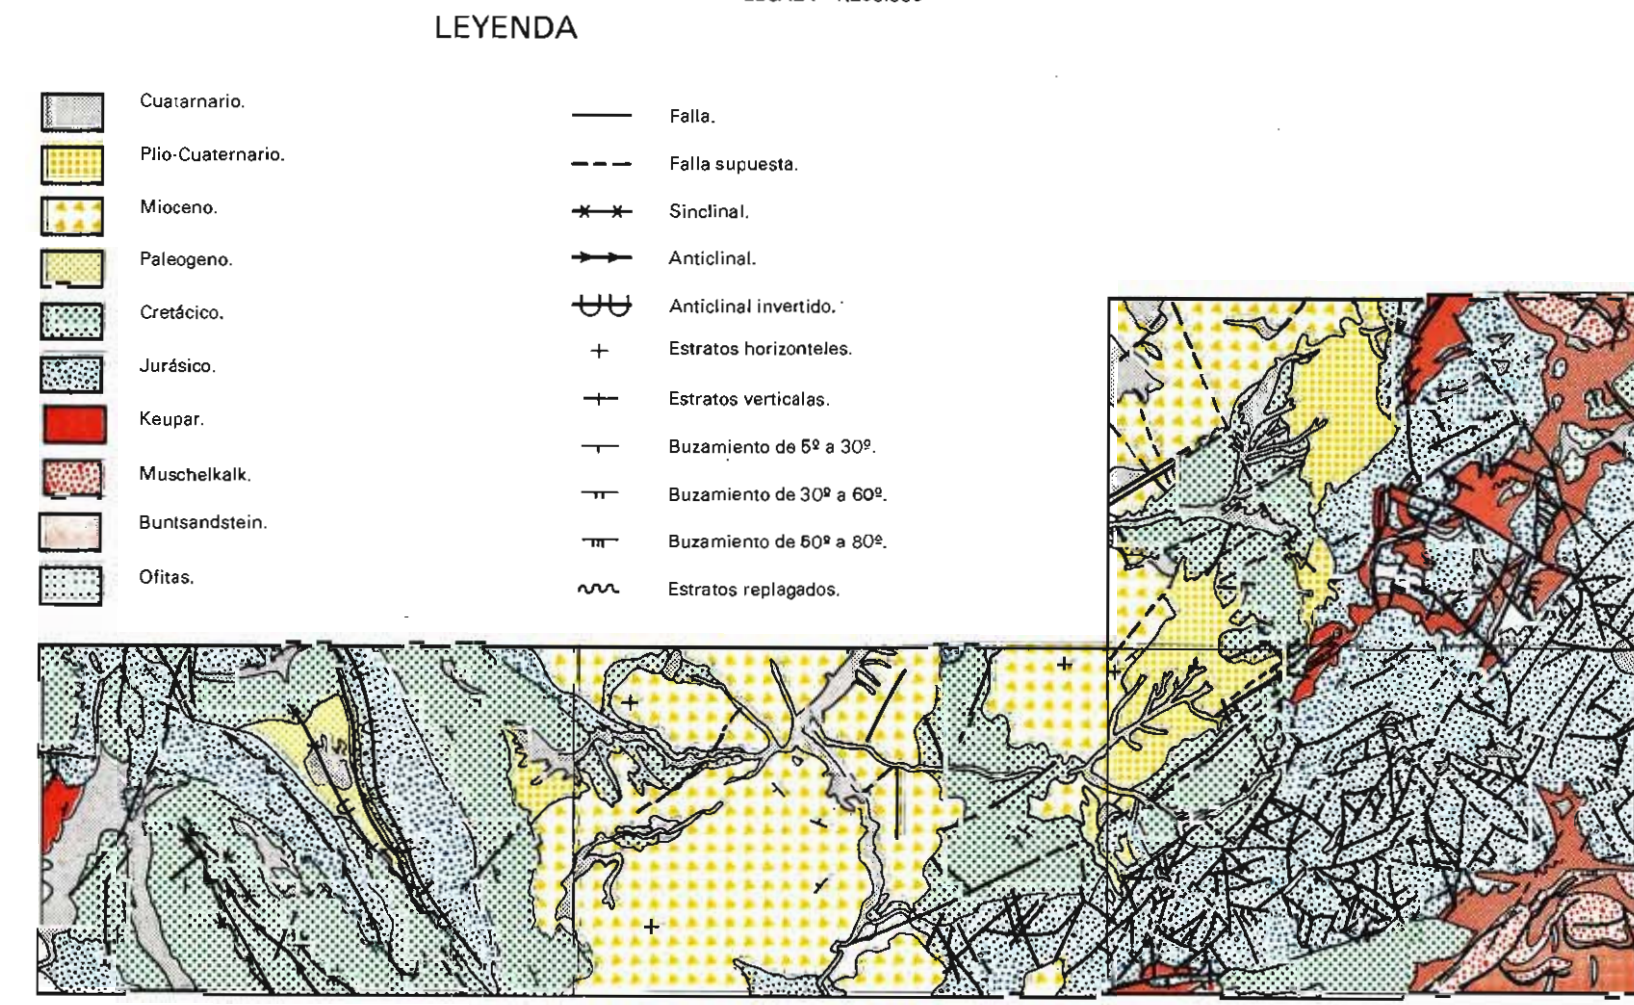 LEYENDA
Cuatarnario.
Plio-Cuaternario.
Mioceno.
Paleogeno.
Cretácico.
Jurásico.
Keupar.
Muschelkalk.
Buntsandstein.
Ofitas.
Falla.
Falla supuesta.
Sinclinal.
Anticlinal.
Anticlinal invertido.
Estratos horizonteles.
Estratos verticalas.
Buzamiento de 5º a 30º.
Buzamiento de 30º a 60º.
Buzamiento de 60º a 80º.
Estratos replagados.